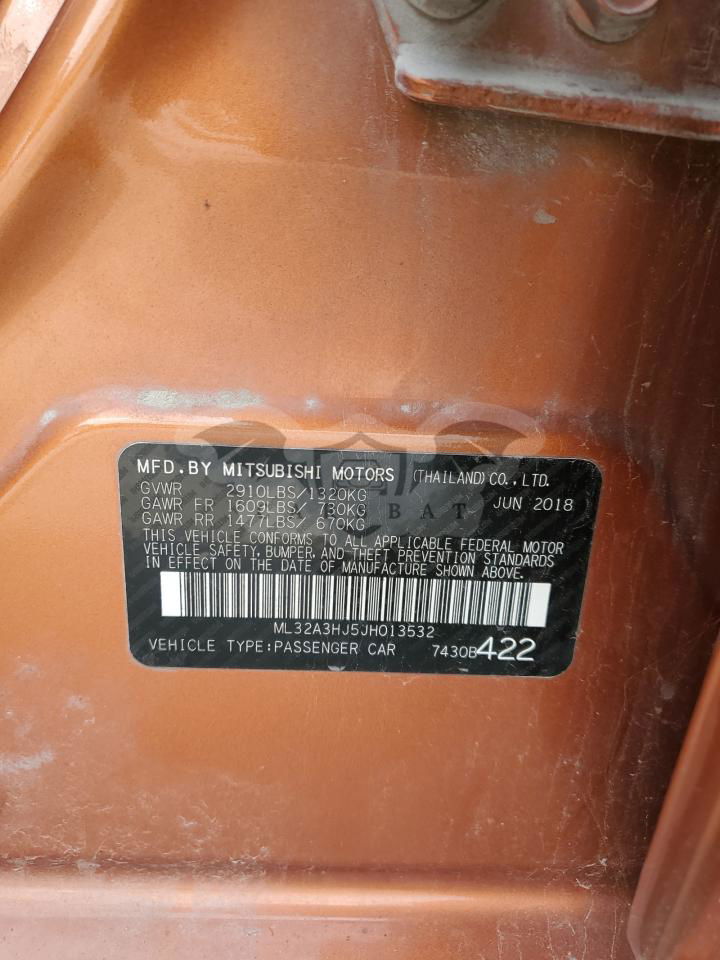 MFD.BY MITSUBISHI MOTORS (THAILAND)CO.,LTD.
GVWR 2910LBS/1320KG JUN 2018
GAWR FR 1609LBS/ 730KG
GAWR RR 1477LBS/ 670KG
THIS VEHICLE CONFORMS TO ALL APPLICABLE FEDERAL MOTOR
VEHICLE SAFETY, BUMPER, AND THEFT PREVENTION STANDARDS
IN EFFECT ON THE DATE OF MANUFACTURE SHOWN ABOVE.
ML32A3HJ5JH013532
VEHICLE TYPE:PASSENGER CAR 7430B422